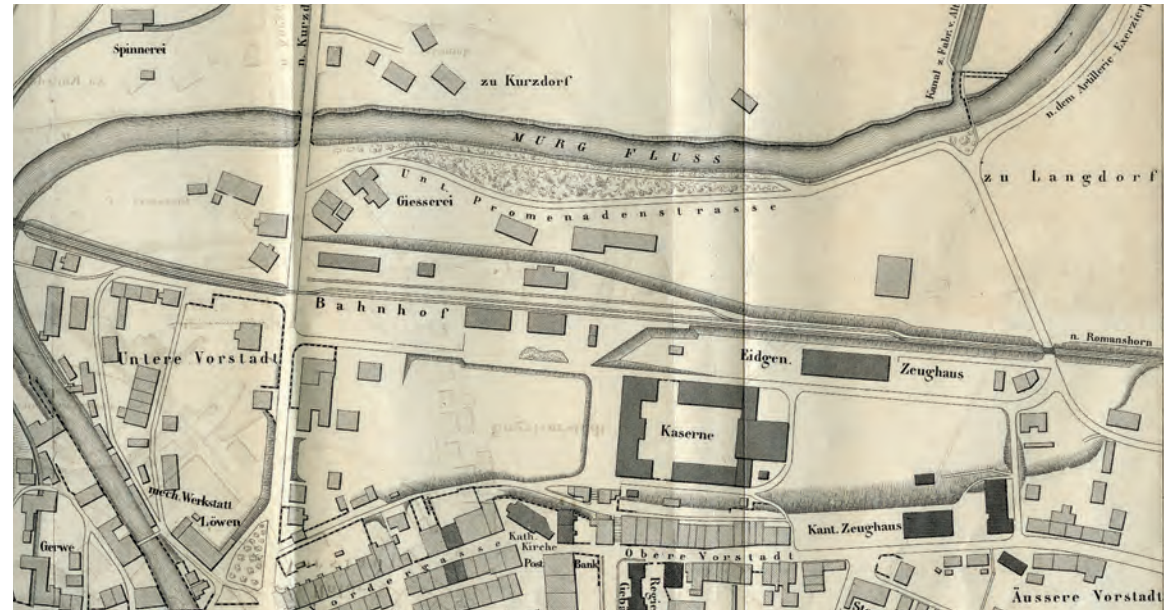 Spinnerei
n. Kurzd
zu Kurzdorf
Kanal z. Fabr. v. Alt
n. dem Artillerie-Exerzierp
MURG FLUSS
zu Langdorf
Unt. Promenadenstrasse
Giesserei
Bahnhof
n. Romanshorn
Untere Vorstadt
Eidgen. Zeughaus
Kaserne
mech. Werkstatt
Löwen
Kant. Zeughaus
Kath. Kirche
Gerwe
Obere Vorstadt
Post
Bank
Äussere Vorstadt